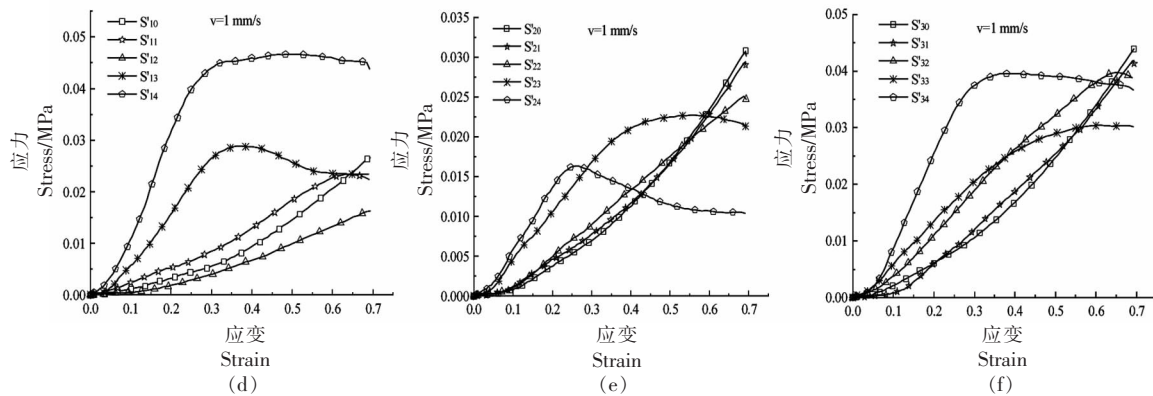 v=1 mm/s
S'10
S'11
S'12
S'13
S'14
0.05
0.04
0.03
0.02
0.01
0.00
应力
Stress/MPa
0.0 0.1 0.2 0.3 0.4 0.5 0.6 0.7
应变
Strain
(d)
v=1 mm/s
S'20
S'21
S'22
S'23
S'24
0.035
0.030
0.025
0.020
0.015
0.010
0.005
0.000
应力
Stress/MPa
0.0 0.1 0.2 0.3 0.4 0.5 0.6 0.7
应变
Strain
(e)
v=1 mm/s
S'30
S'31
S'32
S'33
S'34
0.05
0.04
0.03
0.02
0.01
0.00
应力
Stress/MPa
0.0 0.1 0.2 0.3 0.4 0.5 0.6 0.7
应变
Strain
(f)